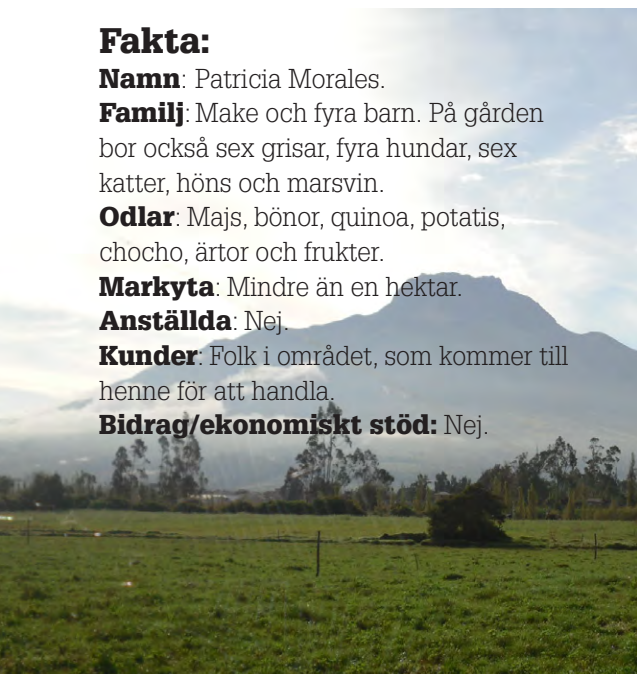 Fakta:
Namn: Patricia Morales.
Familj: Make och fyra barn. På gården
bor också sex grisar, fyra hundar, sex
katter, höns och marsvin.
Odlar: Majs, bönor, quinoa, potatis,
chocho, ärtor och frukter.
Markyta: Mindre än en hektar.
Anställda: Nej.
Kunder: Folk i området, som kommer till
henne för att handla.
Bidrag/ekonomiskt stöd: Nej.